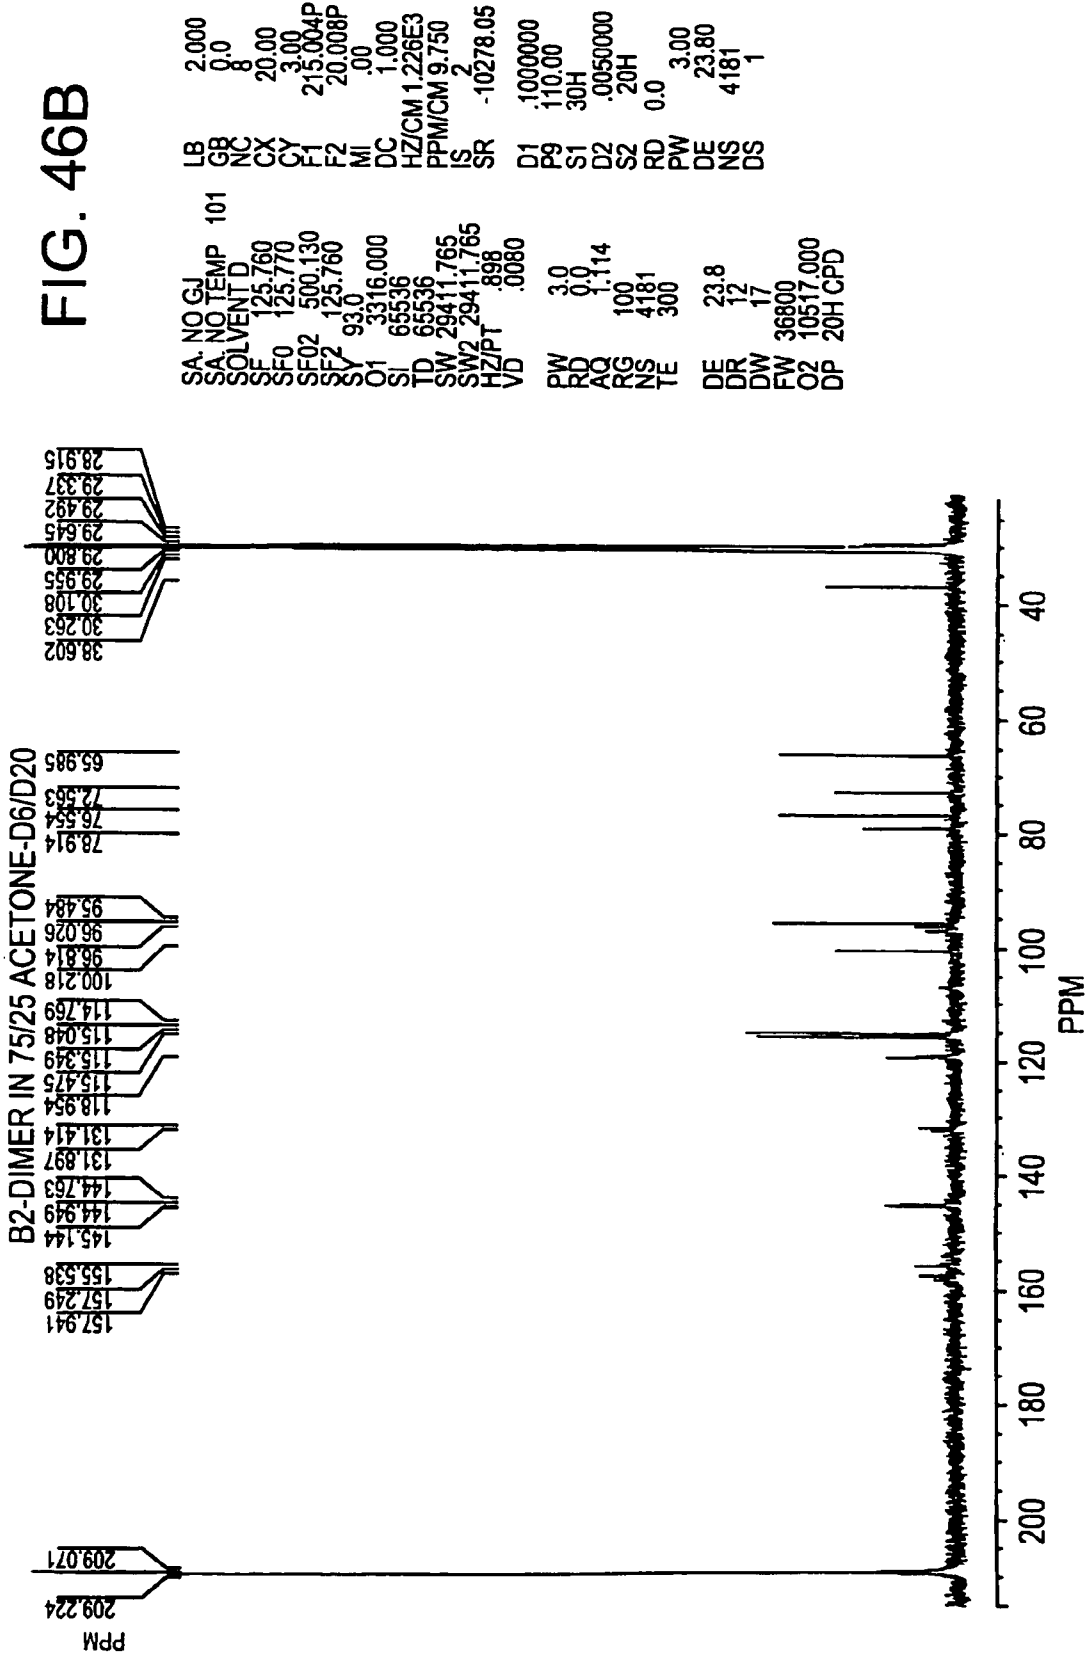 FIG. 46B
B2-DIMER IN 75/25 ACETONE-D6/D2O
PPM
209.224
209.071
157.941
157.249
155.538
145.144
144.949
144.763
131.897
131.414
118.954
115.475
115.349
115.048
114.769
100.218
96.814
96.026
95.484
78.914
76.554
72.563
65.985
38.602
30.263
30.108
29.955
29.800
29.645
29.492
29.337
28.915
SA. NO GJ
SA. NO TEMP 101
SOLVENT D
SF 125.760
SF0 125.770
SF02 500.130
SF2 125.760
SY 93.0
O1 3316.000
SI 65536
TD 65536
SW 29411.765
SW2 29411.765
HZ/PT .898
VD .0080
PW 3.0
RD 0.0
AQ 1.114
RG 100
NS 4181
TE 300
DE 23.8
DR 12
DW 17
FW 36800
O2 10517.000
DP 20H CPD
LB 2.000
GB 0.0
NC 8
CX 20.00
CY 3.00
F1 215.004P
F2 20.008P
MI .00
DC 1.000
HZ/CM 1.226E3
PPM/CM 9.750
IS 2
SR -10278.05
D1 .1000000
P9 110.00
S1 30H
D2 .0050000
S2 20H
RD 0.0
PW 3.00
DE 23.80
NS 4181
DS 1
200 180 160 140 120 100 80 60 40
PPM